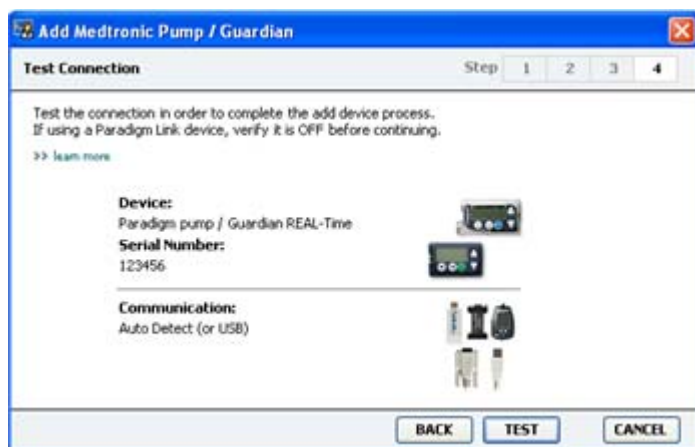 Add Medtronic Pump / Guardian
Test Connection Step 1 2 3 4
Test the connection in order to complete the add device process.
If using a Paradigm Link device, verify it is OFF before continuing.
>> learn more
Device:
Paradigm pump / Guardian REAL-Time
Serial Number:
123456
Communication:
Auto Detect (or USB)
BACK TEST CANCEL